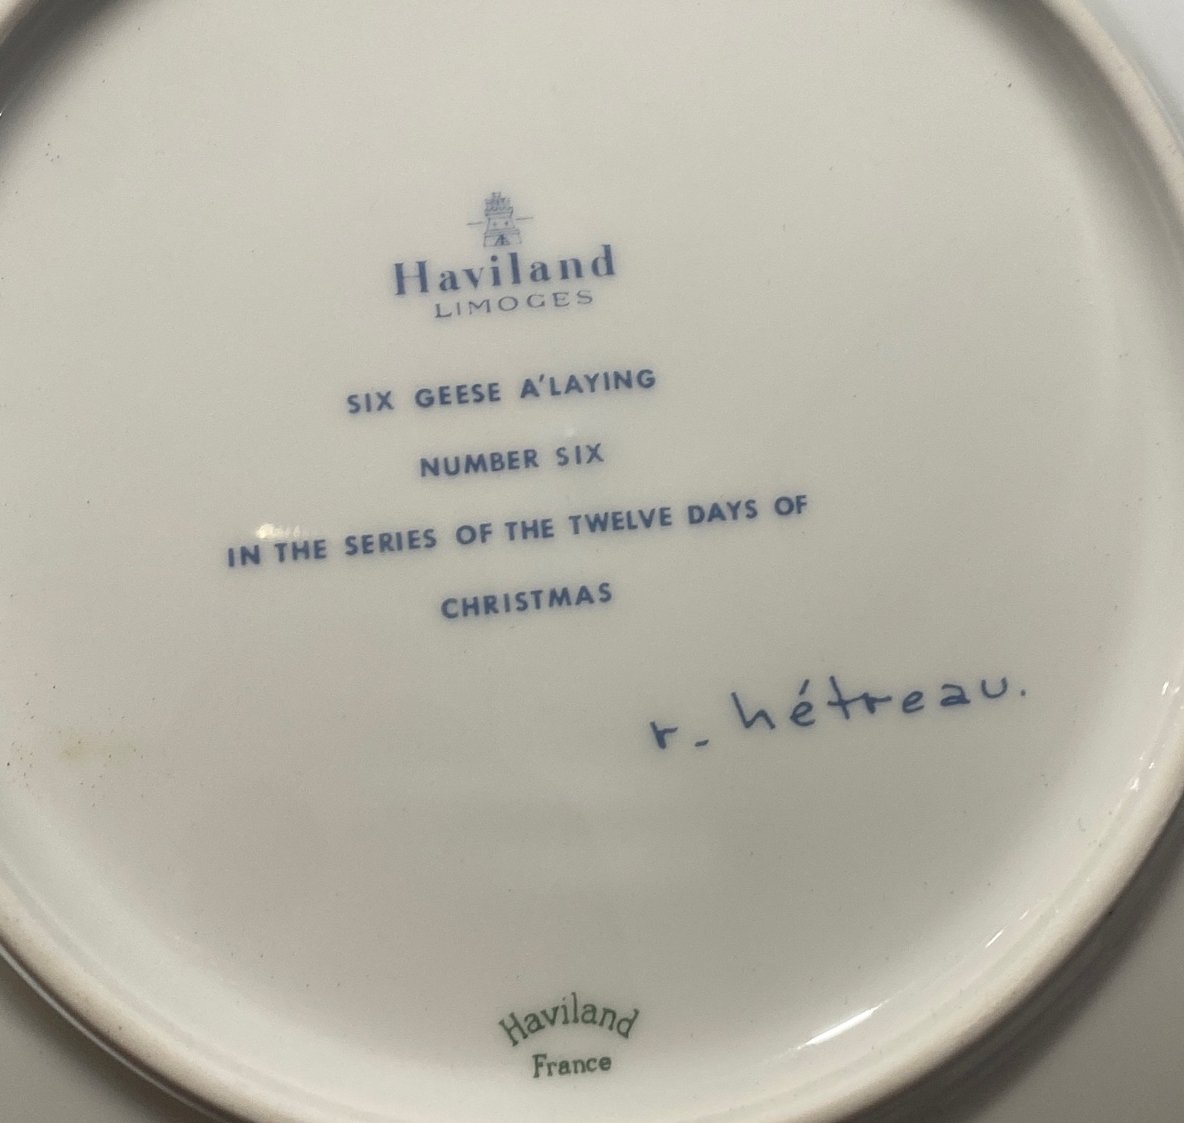 Haviland
LIMOGES
SIX GEESE A'LAYING
NUMBER SIX
IN THE SERIES OF THE TWELVE DAYS OF
CHRISTMAS
r_ hétreau.
Haviland
France